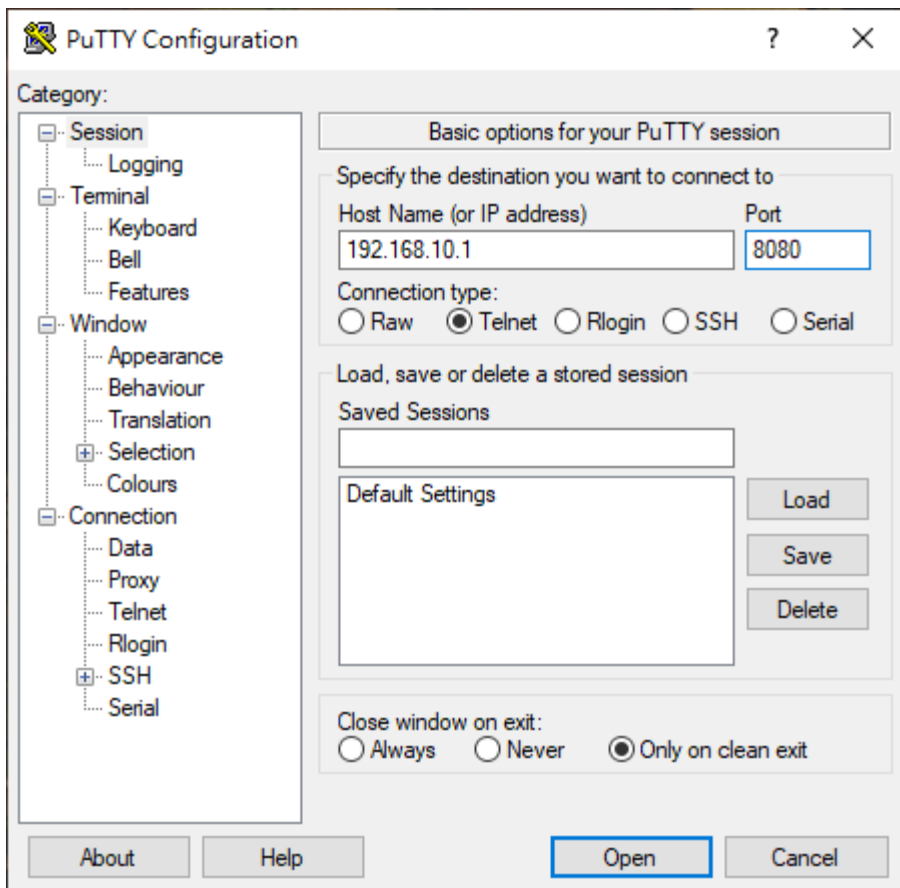 PuTTY Configuration
?
Category:
Session
Logging
Terminal
Keyboard
Bell
Features
Window
Appearance
Behaviour
Translation
Selection
Colours
Connection
Data
Proxy
Telnet
Rlogin
SSH
Serial
Basic options for your PuTTY session
Specify the destination you want to connect to
Host Name (or IP address) Port
192.168.10.1 8080
Connection type:
Raw Telnet Rlogin SSH Serial
Load, save or delete a stored session
Saved Sessions
Default Settings
Load
Save
Delete
Close window on exit:
Always Never Only on clean exit
About Help Open Cancel